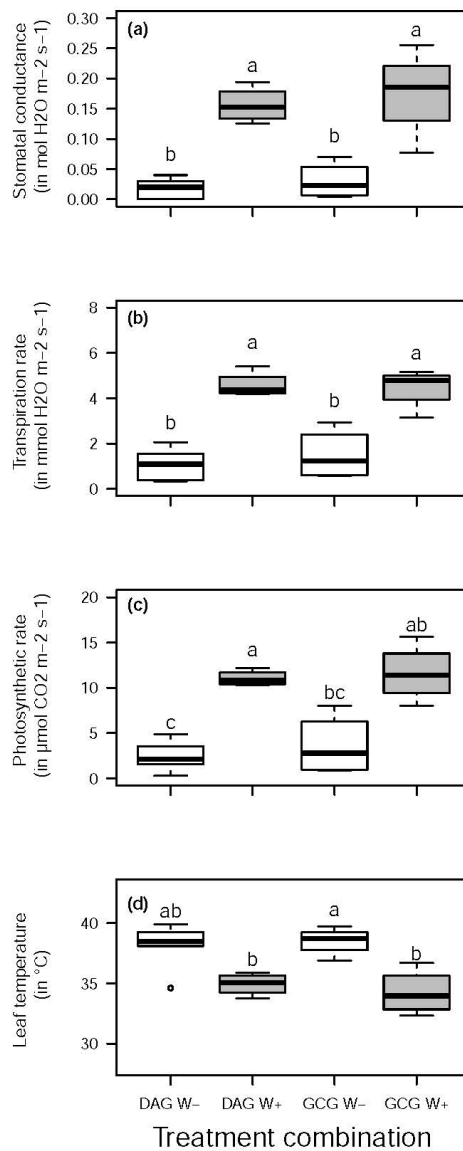 (a)
Stomatal conductance
(in mol H2O m−2 s−1)
0.30
0.25
0.20
0.15
0.10
0.05
0.00
b
a
b
a
(b)
Transpiration rate
(in mmol H2O m−2 s−1)
8
6
4
2
0
b
a
b
a
(c)
Photosynthetic rate
(in µmol CO2 m−2 s−1)
20
15
10
5
0
c
a
bc
ab
(d)
Leaf temperature
(in °C)
40
35
30
ab
b
a
b
DAG W− DAG W+ GCG W− GCG W+
Treatment combination